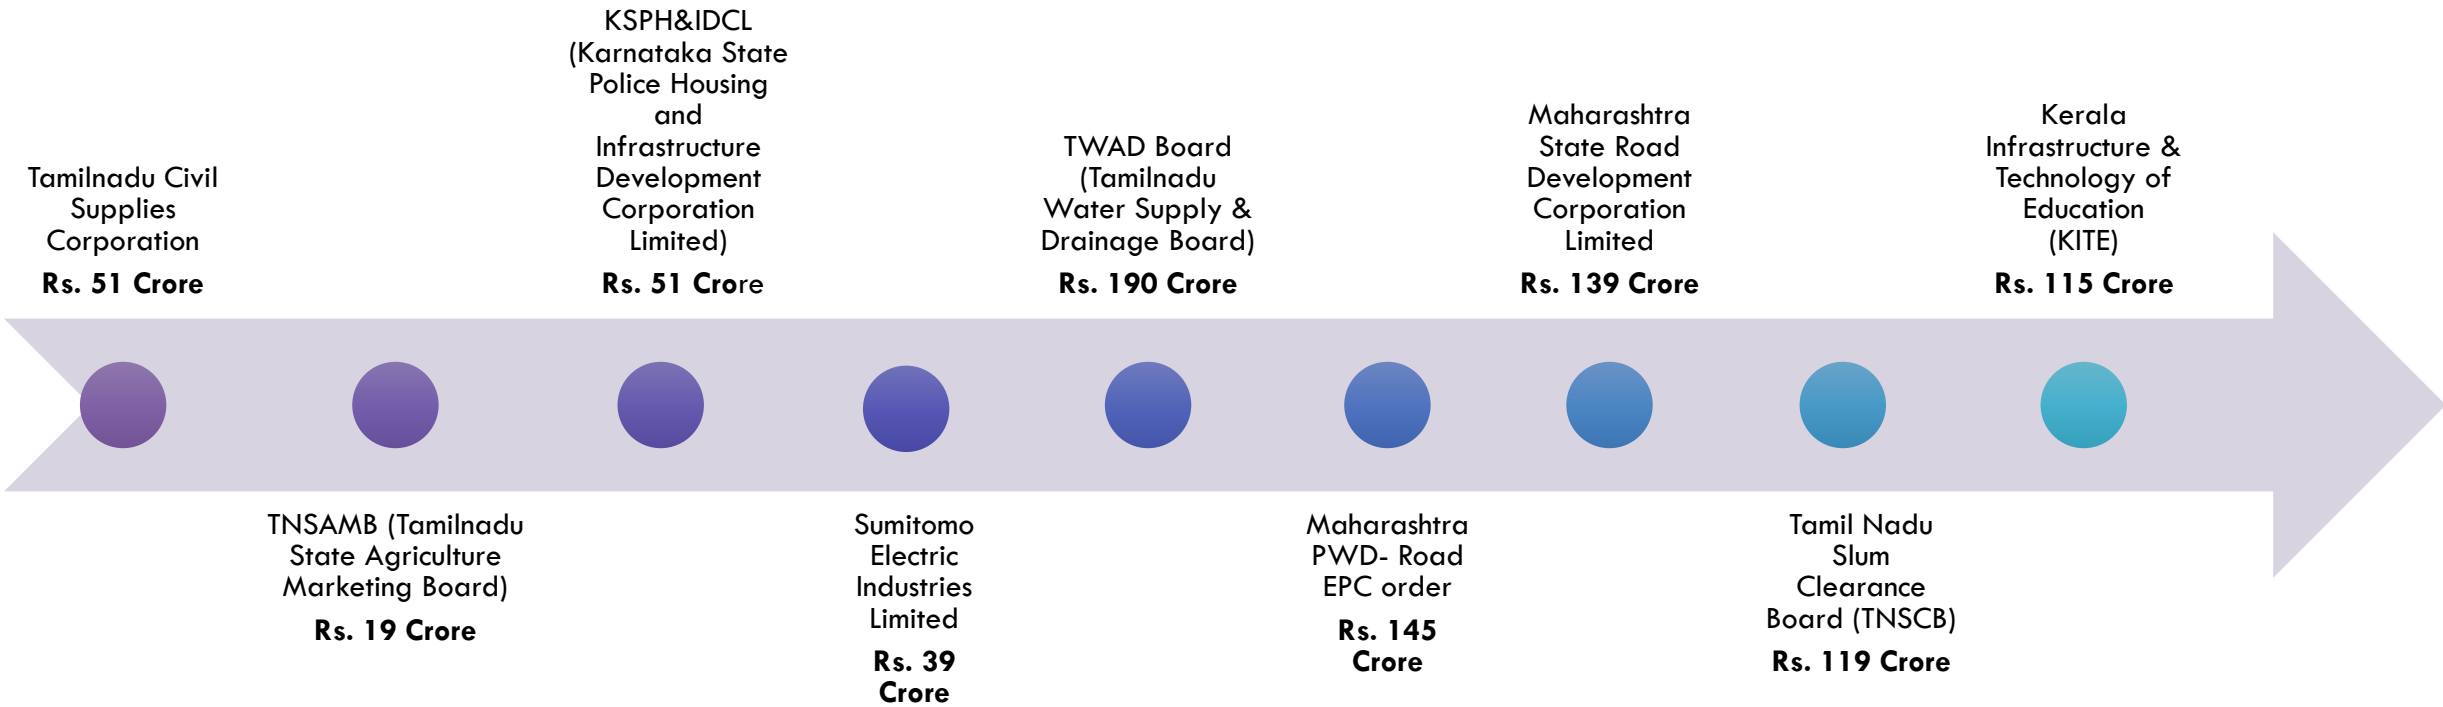 Tamilnadu Civil
Supplies
Corporation
Rs. 51 Crore
TNSAMB (Tamilnadu
State Agriculture
Marketing Board)
Rs. 19 Crore
KSPH&IDCL
(Karnataka State
Police Housing
and
Infrastructure
Development
Corporation
Limited)
Rs. 51 Crore
Sumitomo
Electric
Industries
Limited
Rs. 39
Crore
TWAD Board
(Tamilnadu
Water Supply &
Drainage Board)
Rs. 190 Crore
Maharashtra
PWD- Road
EPC order
Rs. 145
Crore
Maharashtra
State Road
Development
Corporation
Limited
Rs. 139 Crore
Tamil Nadu
Slum
Clearance
Board (TNSCB)
Rs. 119 Crore
Kerala
Infrastructure &
Technology of
Education
(KITE)
Rs. 115 Crore